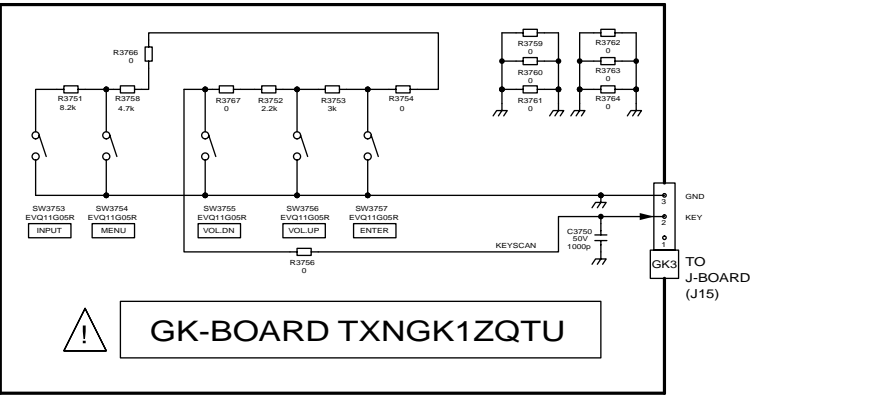 R3766
0
R3759
0
R3762
0
R3760
0
R3763
0
R3761
0
R3764
0
R3751
8.2k
R3758
4.7k
R3767
0
R3752
2.2k
R3753
3k
R3754
0
SW3753
EVQ11G05R
INPUT
SW3754
EVQ11G05R
MENU
SW3755
EVQ11G05R
VOL.DN
SW3756
EVQ11G05R
VOL.UP
SW3757
EVQ11G05R
ENTER
3
GND
2
KEY
1
C3750
50V
1000p
KEYSCAN
R3756
0
GK3
TO
J-BOARD
(J15)
!
GK-BOARD TXNGK1ZQTU